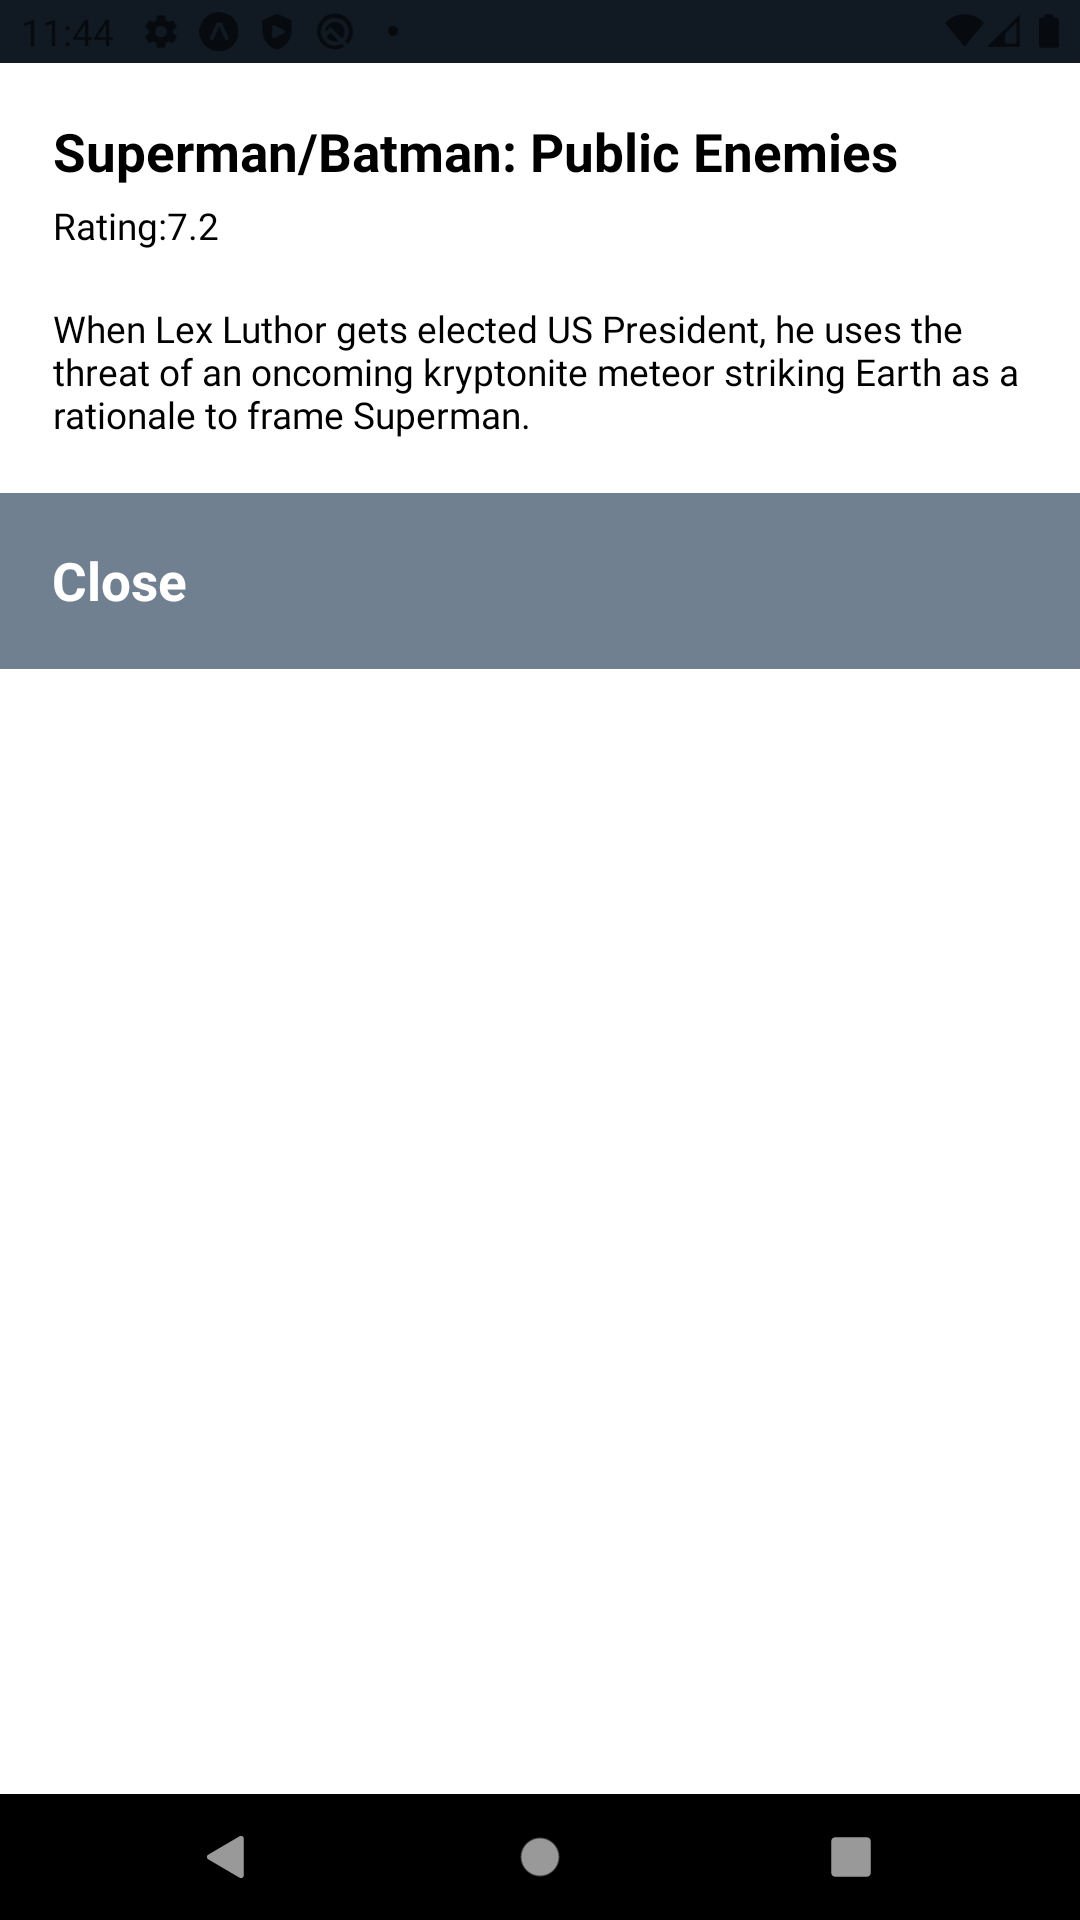 11:44
Superman/Batman: Public Enemies
Rating:7.2
When Lex Luthor gets elected US President, he uses the
threat of an oncoming kryptonite meteor striking Earth as a
rationale to frame Superman.
Close